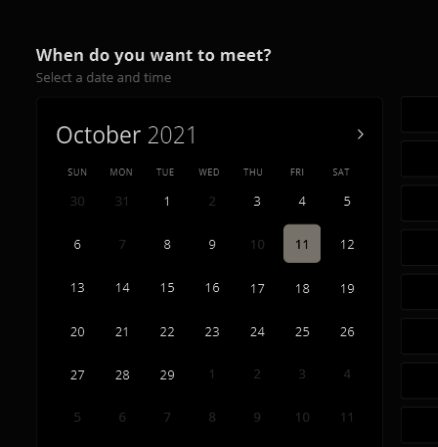 When do you want to meet?
Select a date and time
October 2021
SUN MON TUE WED THU FRI SAT
30 31 1 2 3 4 5
6 7 8 9 10 11 12
13 14 15 16 17 18 19
20 21 22 23 24 25 26
27 28 29 1 2 3 4
5 6 7 8 9 10 11